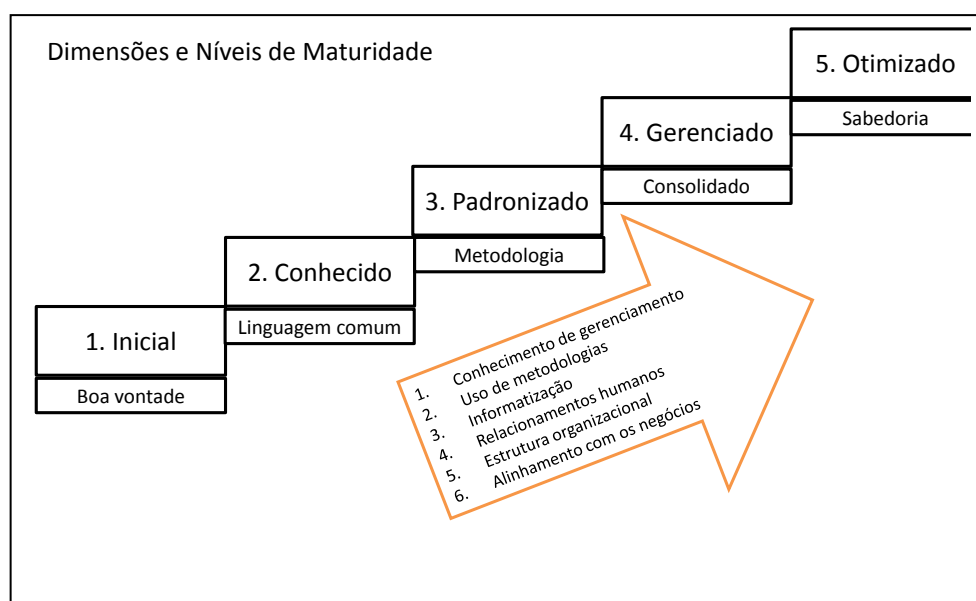 Dimensões e Níveis de Maturidade
5. Otimizado
Sabedoria
4. Gerenciado
Consolidado
3. Padronizado
Metodologia
2. Conhecido
Linguagem comum
1. Inicial
Boa vontade
1. Conhecimento de gerenciamento
2. Uso de metodologias
3. Informatização
4. Relacionamentos humanos
5. Estrutura organizacional
6. Alinhamento com os negócios